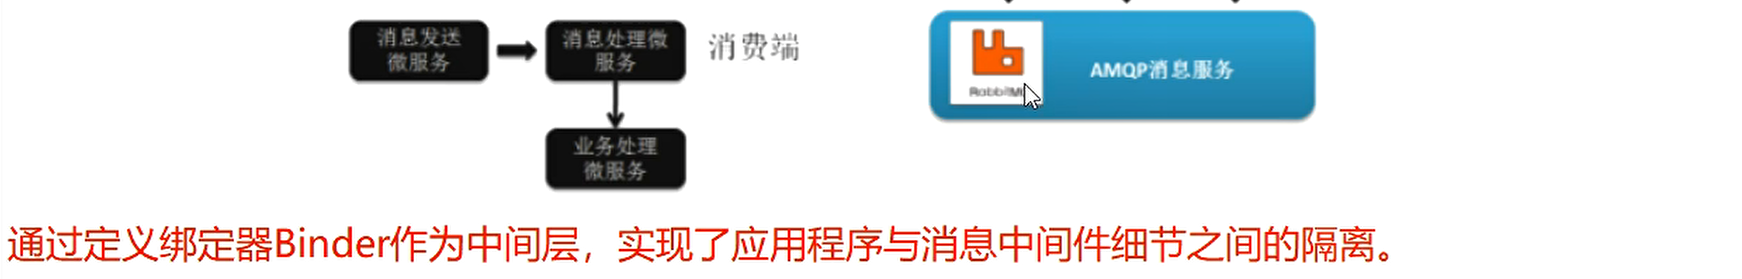 消息发送
微服务
消息处理微
服务
消费端
业务处理
微服务
RabbitM
AMQP消息服务
通过定义绑定器Binder作为中间层，实现了应用程序与消息中间件细节之间的隔离。